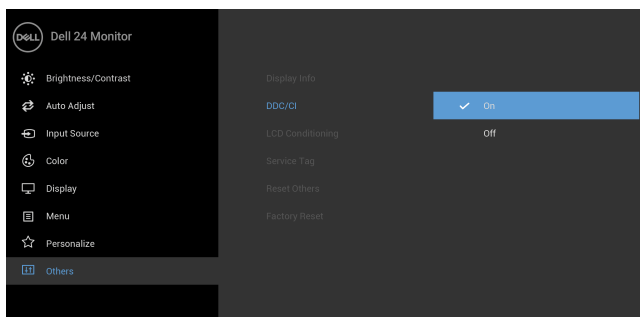 DELL Dell 24 Monitor
Brightness/Contrast
Auto Adjust
Input Source
Color
Display
Menu
Personalize
Others
Display Info
DDC/CI
LCD Conditioning
Service Tag
Reset Others
Factory Reset
On
Off